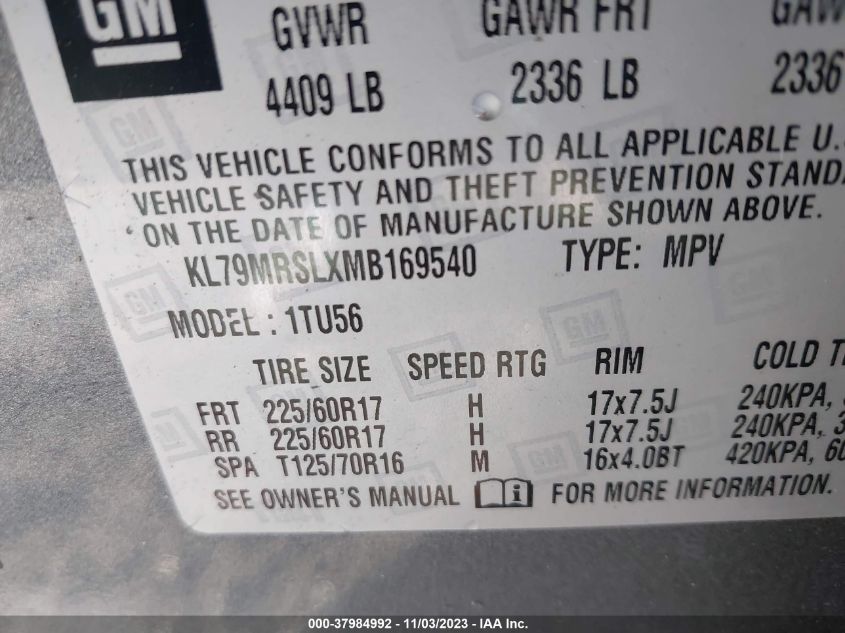 GM GVWR GAWR FRT GAW
4409 LB 2336 LB 2336
THIS VEHICLE CONFORMS TO ALL APPLICABLE U.
VEHICLE SAFETY AND THEFT PREVENTION STAND
ON THE DATE OF MANUFACTURE SHOWN ABOVE.
KL79MRSLXMB169540 TYPE: MPV
MODEL: 1TU56
TIRE SIZE SPEED RTG RIM COLD T
FRT 225/60R17 H 17x7.5J 240KPA,
RR 225/60R17 H 17x7.5J 240KPA, 3
SPA T125/70R16 M 16x4.0BT 420KPA, 60
SEE OWNER'S MANUAL i FOR MORE INFORMATION.
000-37984992 - 11/03/2023 - IAA Inc.